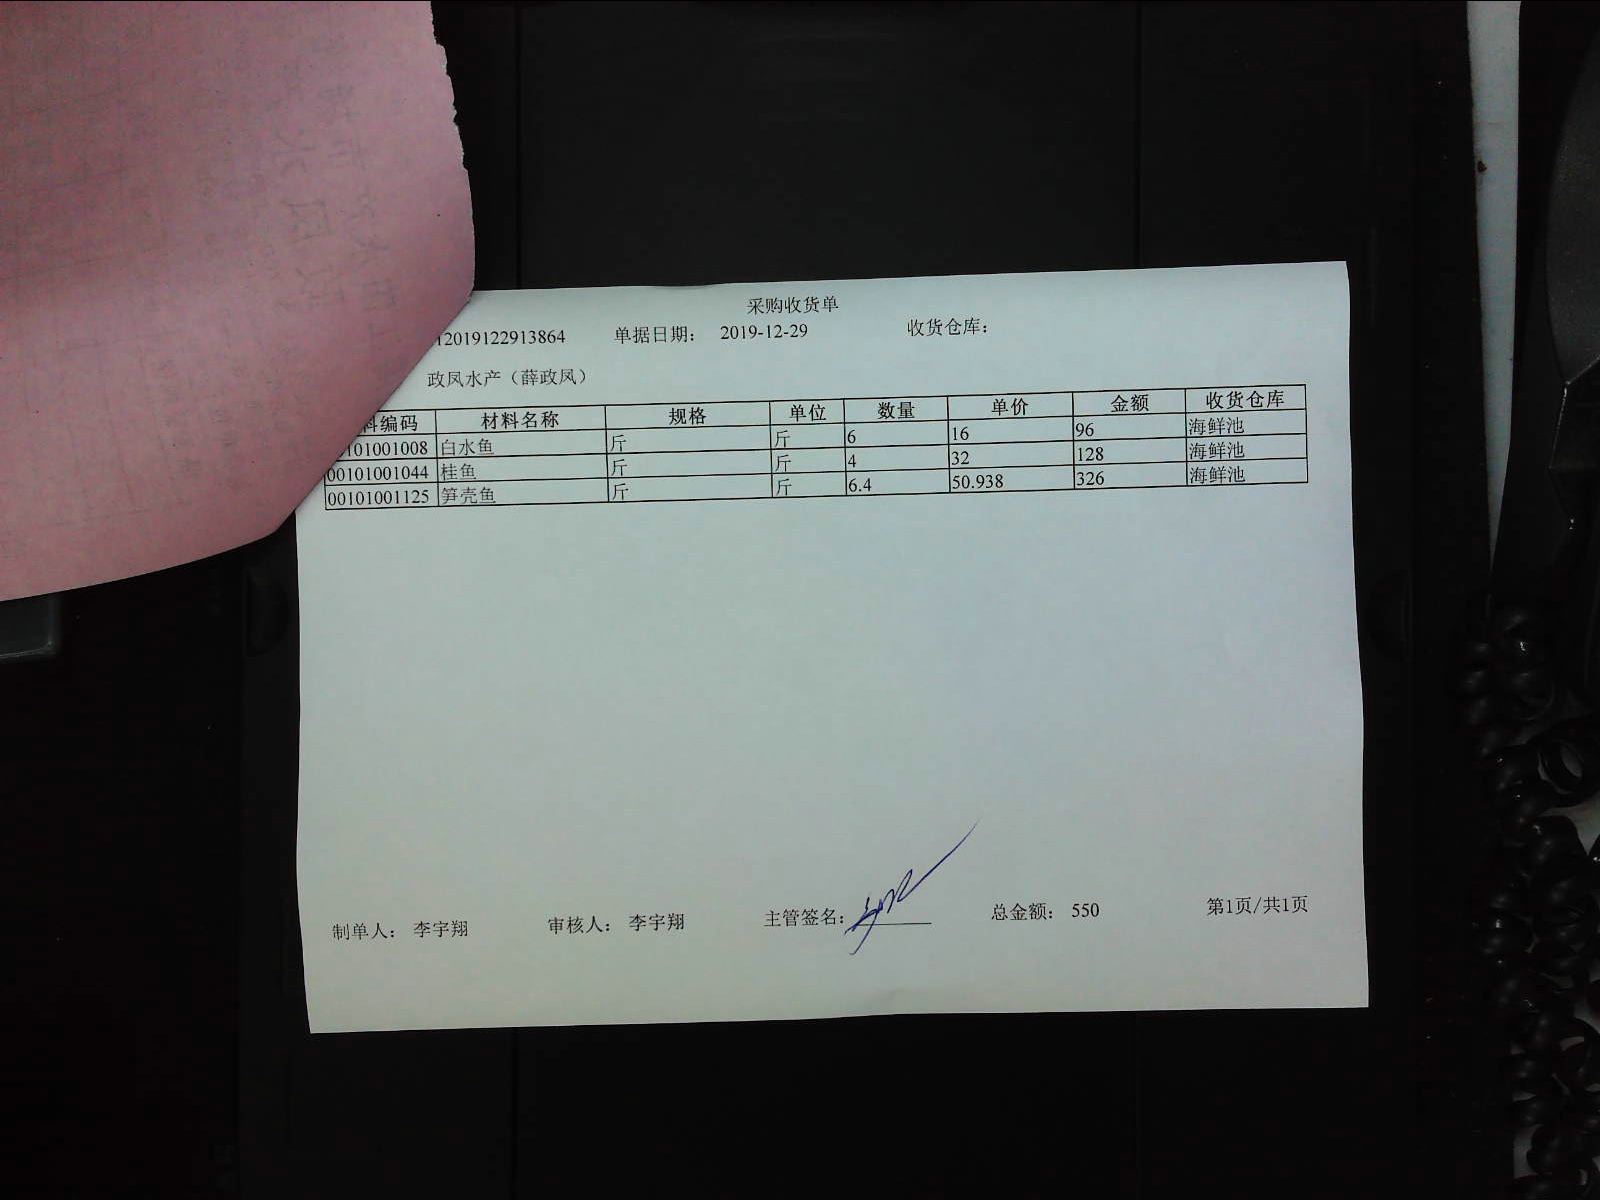 采购收货单
12019122913864 单据日期： 2019-12-29 收货仓库：
政凤水产（薛政凤）
料编码 材料名称 规格 单位 数量 单价 金额 收货仓库
0101001008 白水鱼 斤 斤 6 16 96 海鲜池
00101001044 桂鱼 斤 斤 4 32 128 海鲜池
00101001125 笋壳鱼 斤 斤 6.4 50.938 326 海鲜池
制单人： 李宇翔 审核人： 李宇翔 主管签名： 总金额： 550 第1页/共1页